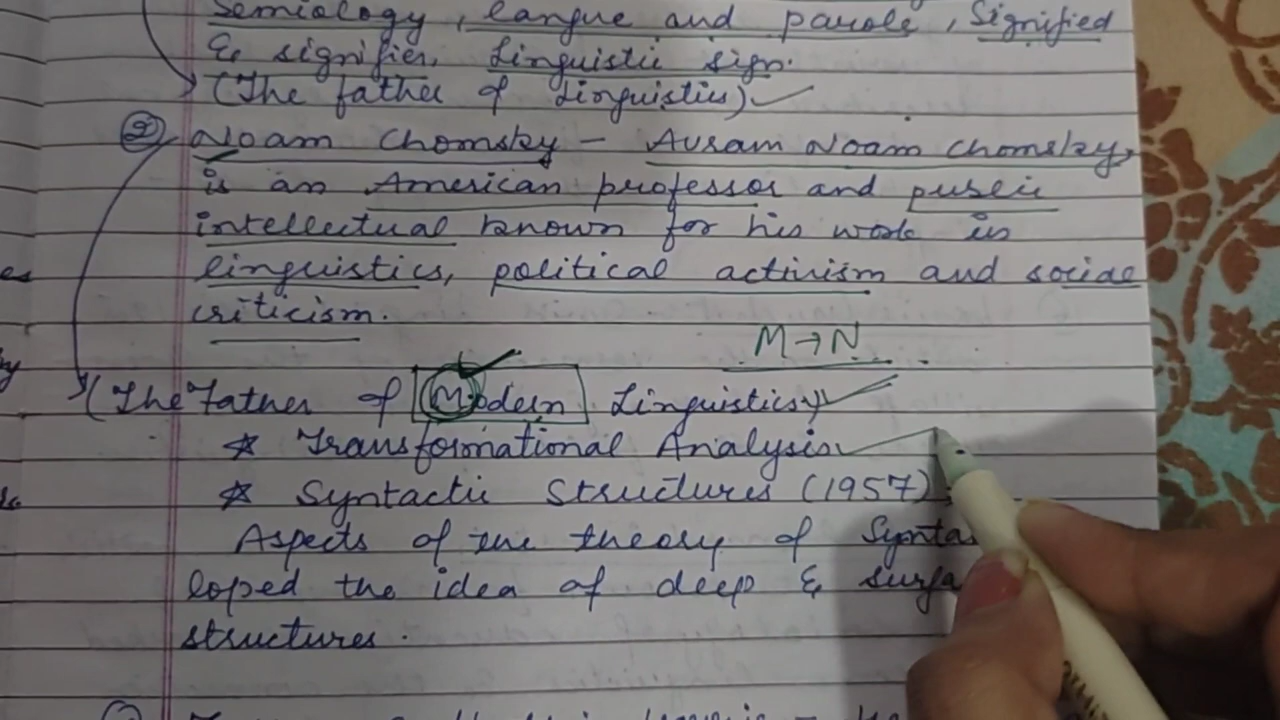 Semiology, langue and parole, Signified
& signifier, Linguistic sign.
(The father of Linguistics)
② Noam Chomsky - Avram Noam Chomsky,
is an American professor and public
intellectual known for his work in
linguistics, political activism and social
criticism.
M→N
(The Father of Modern Linguistics)
☆ Transformational Analysis
☆ Syntactic Structures (1957)
Aspects of the theory of Synta
loped the idea of deep & surfa
structures.